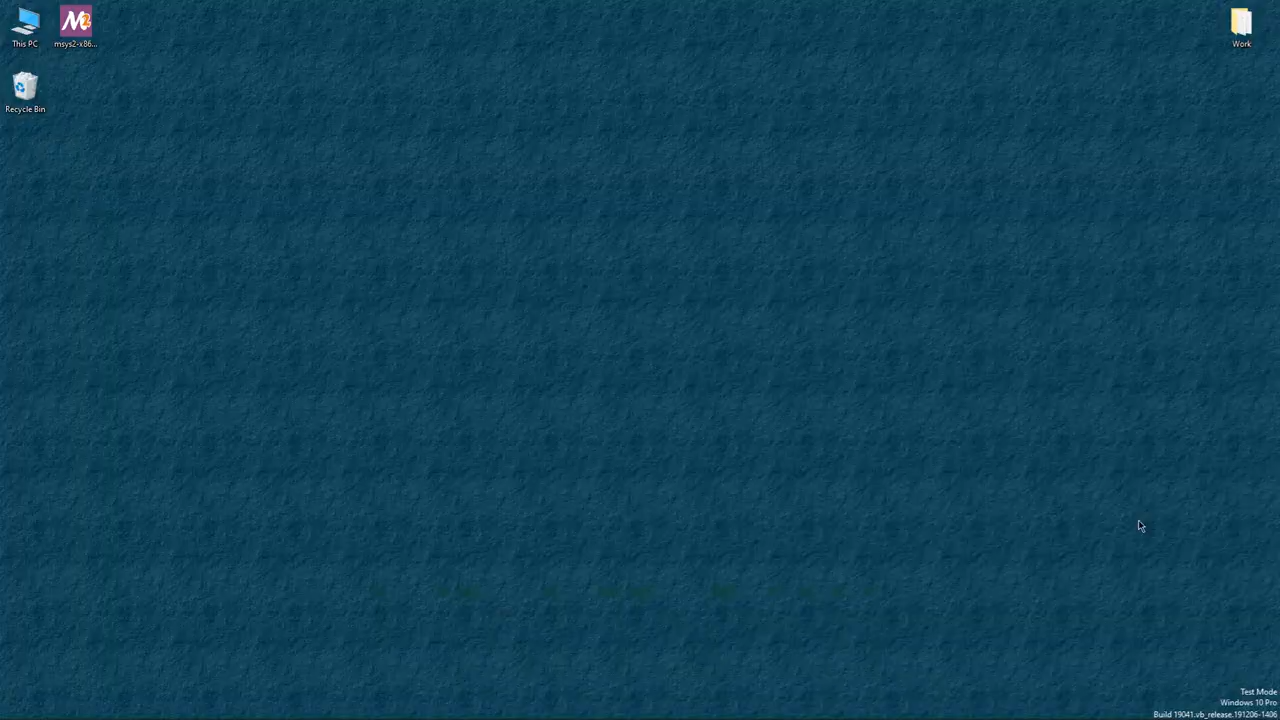 This PC
msys2-x86...
Work
Recycle Bin
Test Mode
Windows 10 Pro
Build 19041.vb_release.191206-1406